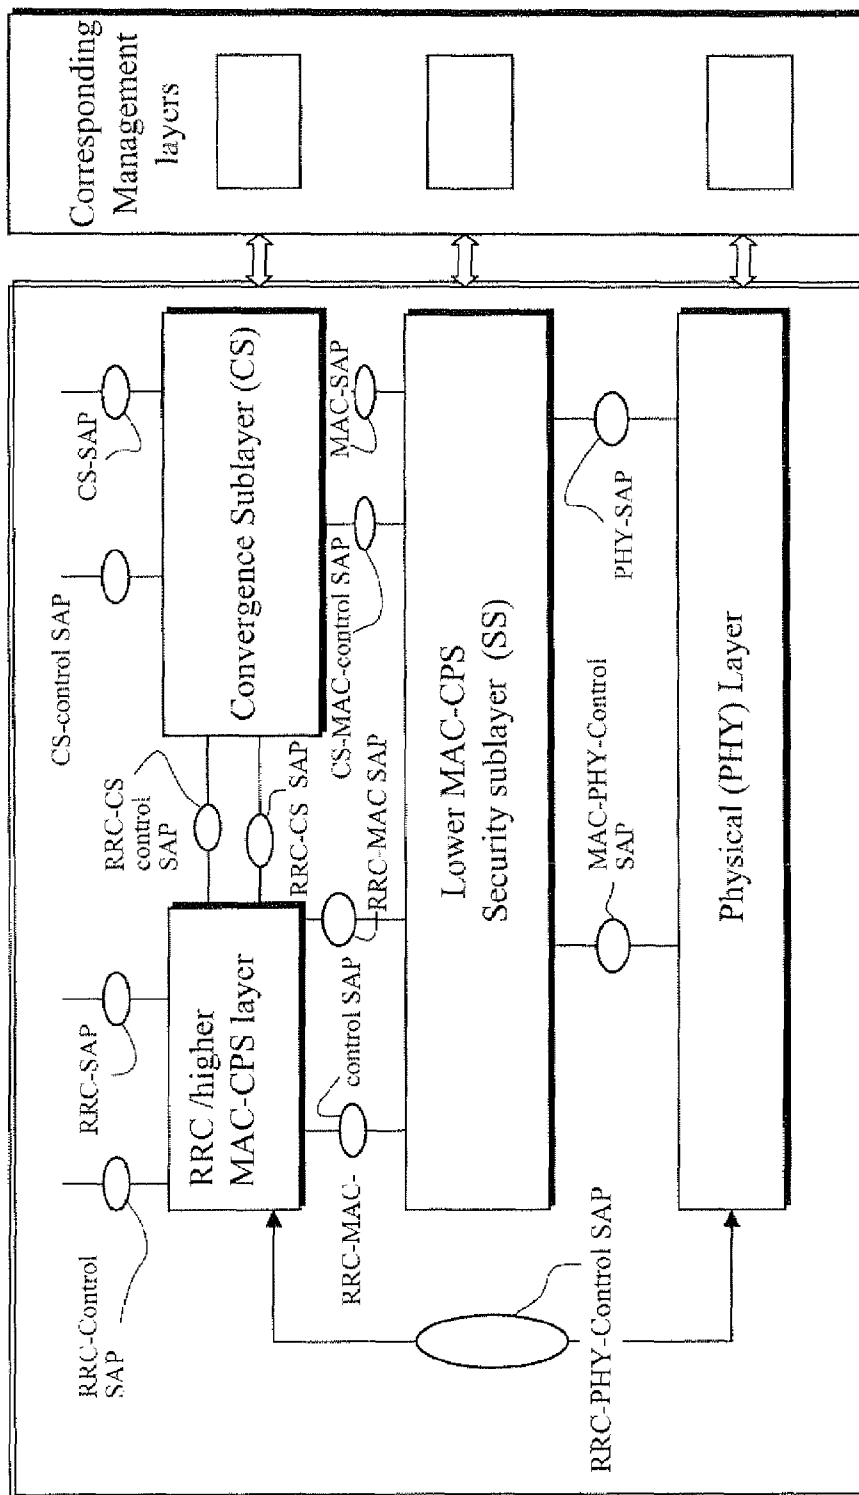 RRC-Control
SAP
RRC-SAP
CS-control SAP
CS-SAP
Corresponding
Management
layers
RRC /higher
MAC-CPS layer
RRC-CS
control
SAP
RRC-CS SAP
Convergence Sublayer (CS)
RRC-MAC-
control SAP
RRC-MAC SAP
CS-MAC-control SAP
MAC-SAP
Lower MAC-CPS
Security sublayer (SS)
RRC-PHY-Control SAP
MAC-PHY-Control
SAP
PHY-SAP
Physical (PHY) Layer